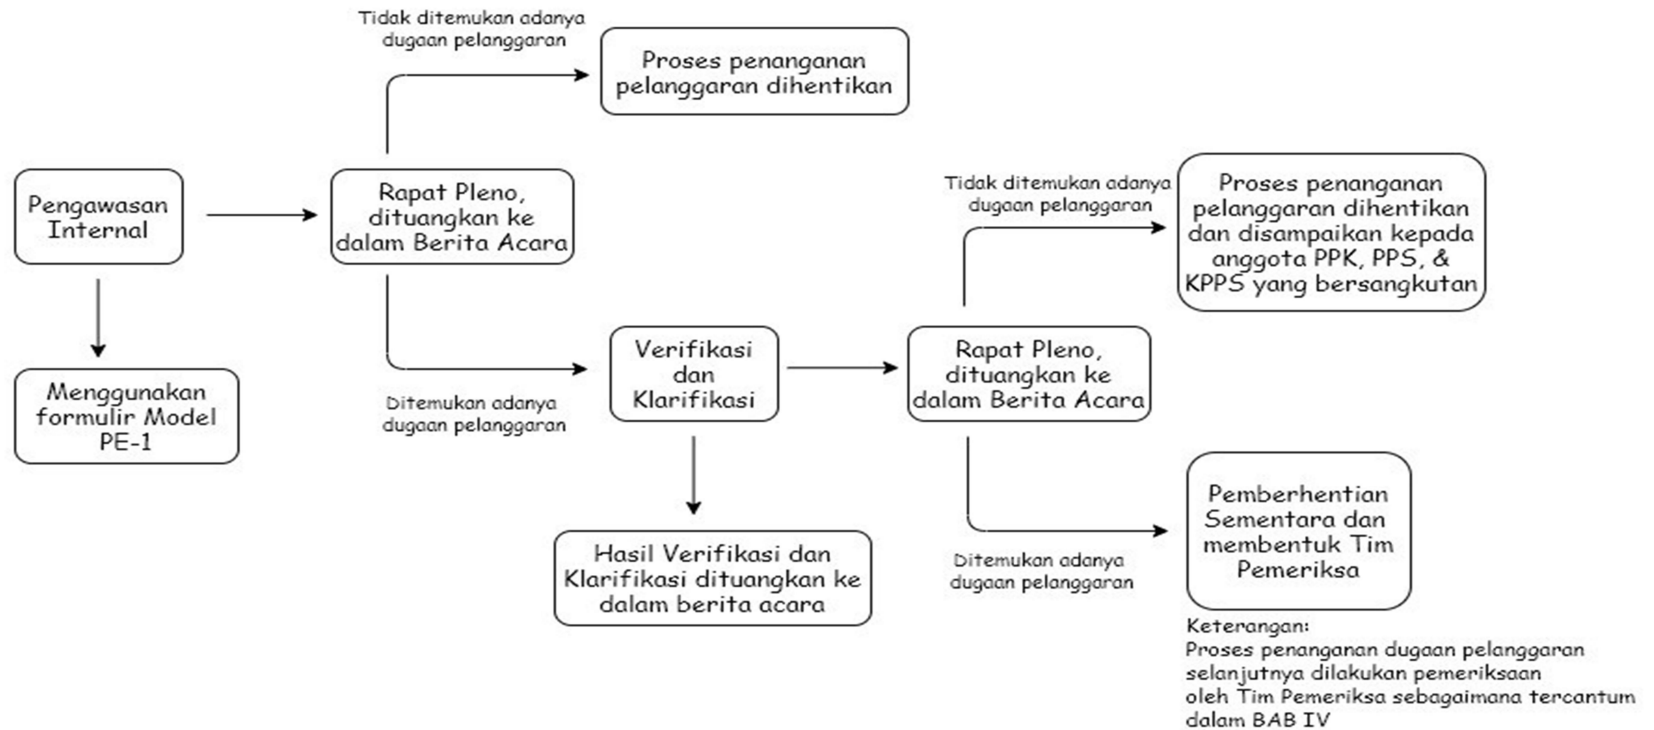 Tidak ditemukan adanya
dugaan pelanggaran
Proses penanganan
pelanggaran dihentikan
Pengawasan
Internal
Rapat Pleno,
dituangkan ke
dalam Berita Acara
Tidak ditemukan adanya
dugaan pelanggaran
Proses penanganan
pelanggaran dihentikan
dan disampaikan kepada
anggota PPK, PPS, &
KPPS yang bersangkutan
Menggunakan
formulir Model
PE-1
Ditemukan adanya
dugaan pelanggaran
Verifikasi
dan
Klarifikasi
Rapat Pleno,
dituangkan ke
dalam Berita Acara
Hasil Verifikasi dan
Klarifikasi dituangkan ke
dalam berita acara
Ditemukan adanya
dugaan pelanggaran
Pemberhentian
Sementara dan
membentuk Tim
Pemeriksa
Keterangan:
Proses penanganan dugaan pelanggaran
selanjutnya dilakukan pemeriksaan
oleh Tim Pemeriksa sebagaimana tercantum
dalam BAB IV